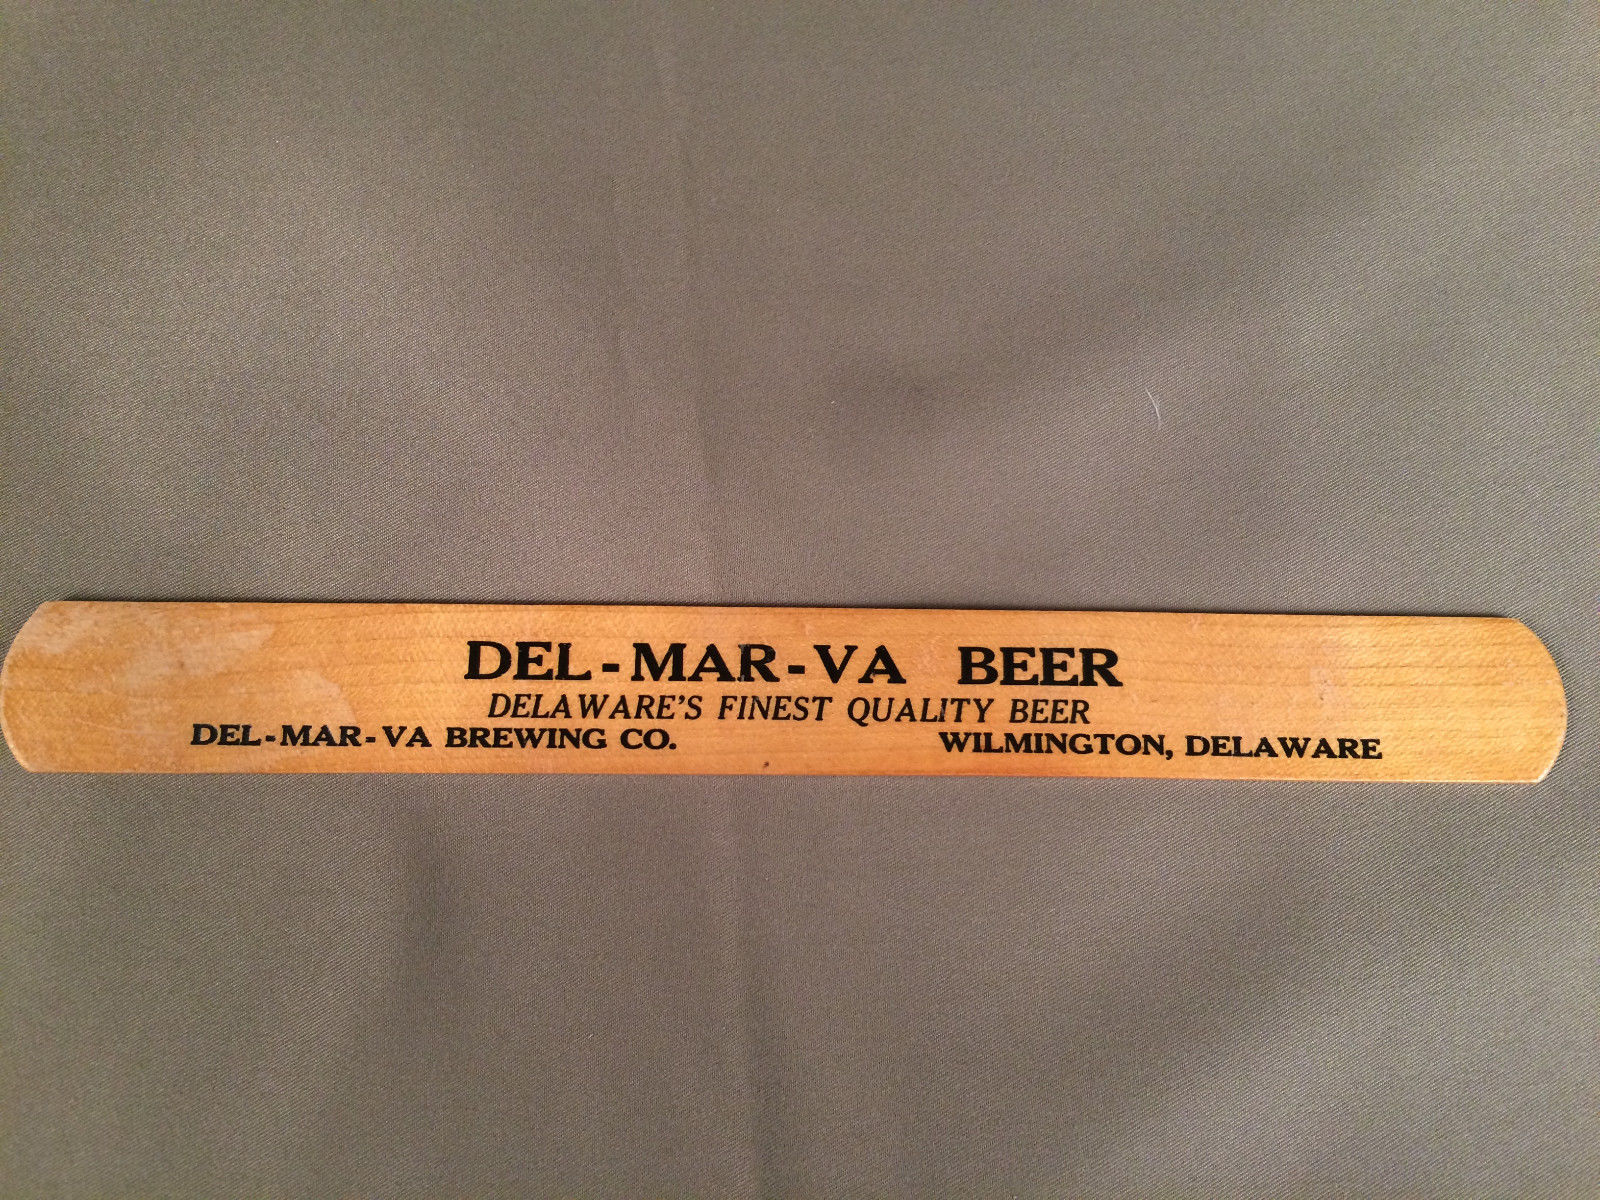 DEL-MAR-VA BEER
DELAWARE'S FINEST QUALITY BEER
DEL-MAR-VA BREWING CO. WILMINGTON, DELAWARE